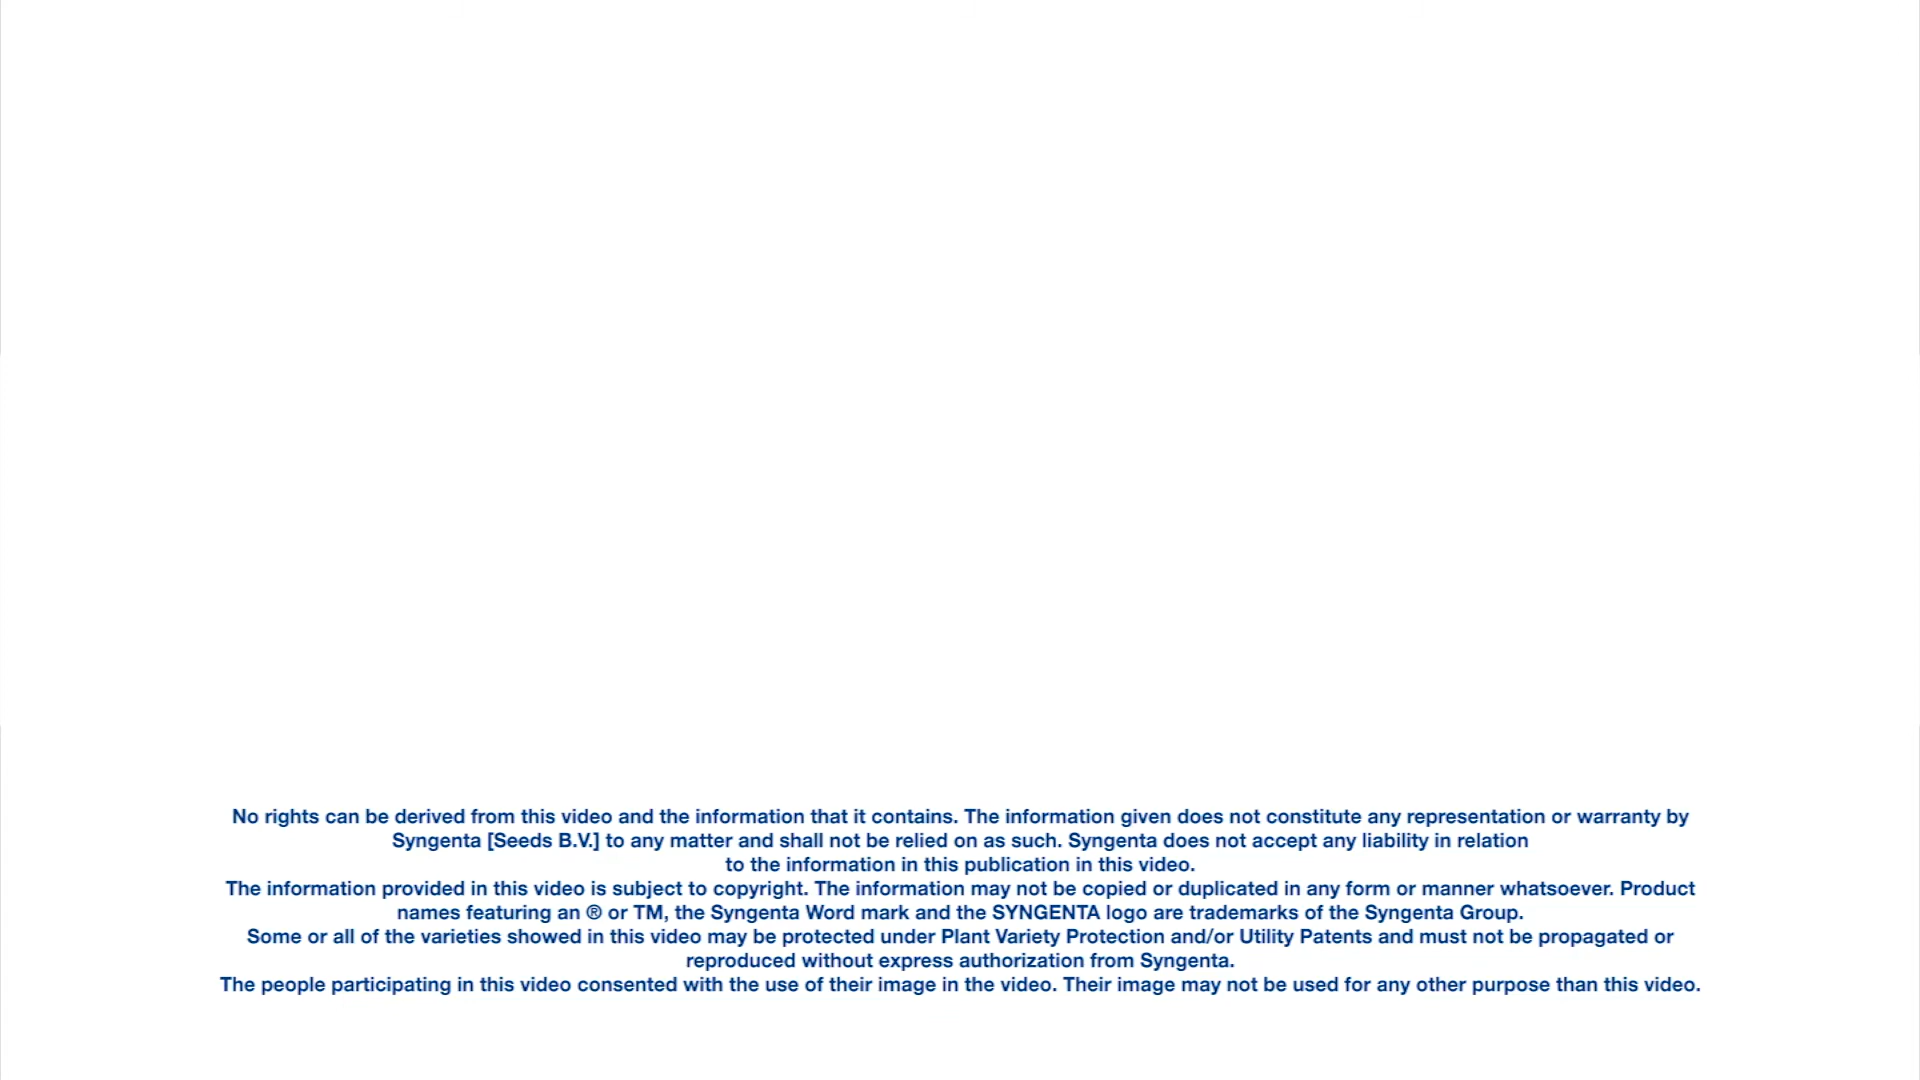 No rights can be derived from this video and the information that it contains. The information given does not constitute any representation or warranty by
Syngenta [Seeds B.V.] to any matter and shall not be relied on as such. Syngenta does not accept any liability in relation
to the information in this publication in this video.
The information provided in this video is subject to copyright. The information may not be copied or duplicated in any form or manner whatsoever. Product
names featuring an ® or TM, the Syngenta Word mark and the SYNGENTA logo are trademarks of the Syngenta Group.
Some or all of the varieties showed in this video may be protected under Plant Variety Protection and/or Utility Patents and must not be propagated or
reproduced without express authorization from Syngenta.
The people participating in this video consented with the use of their image in the video. Their image may not be used for any other purpose than this video.